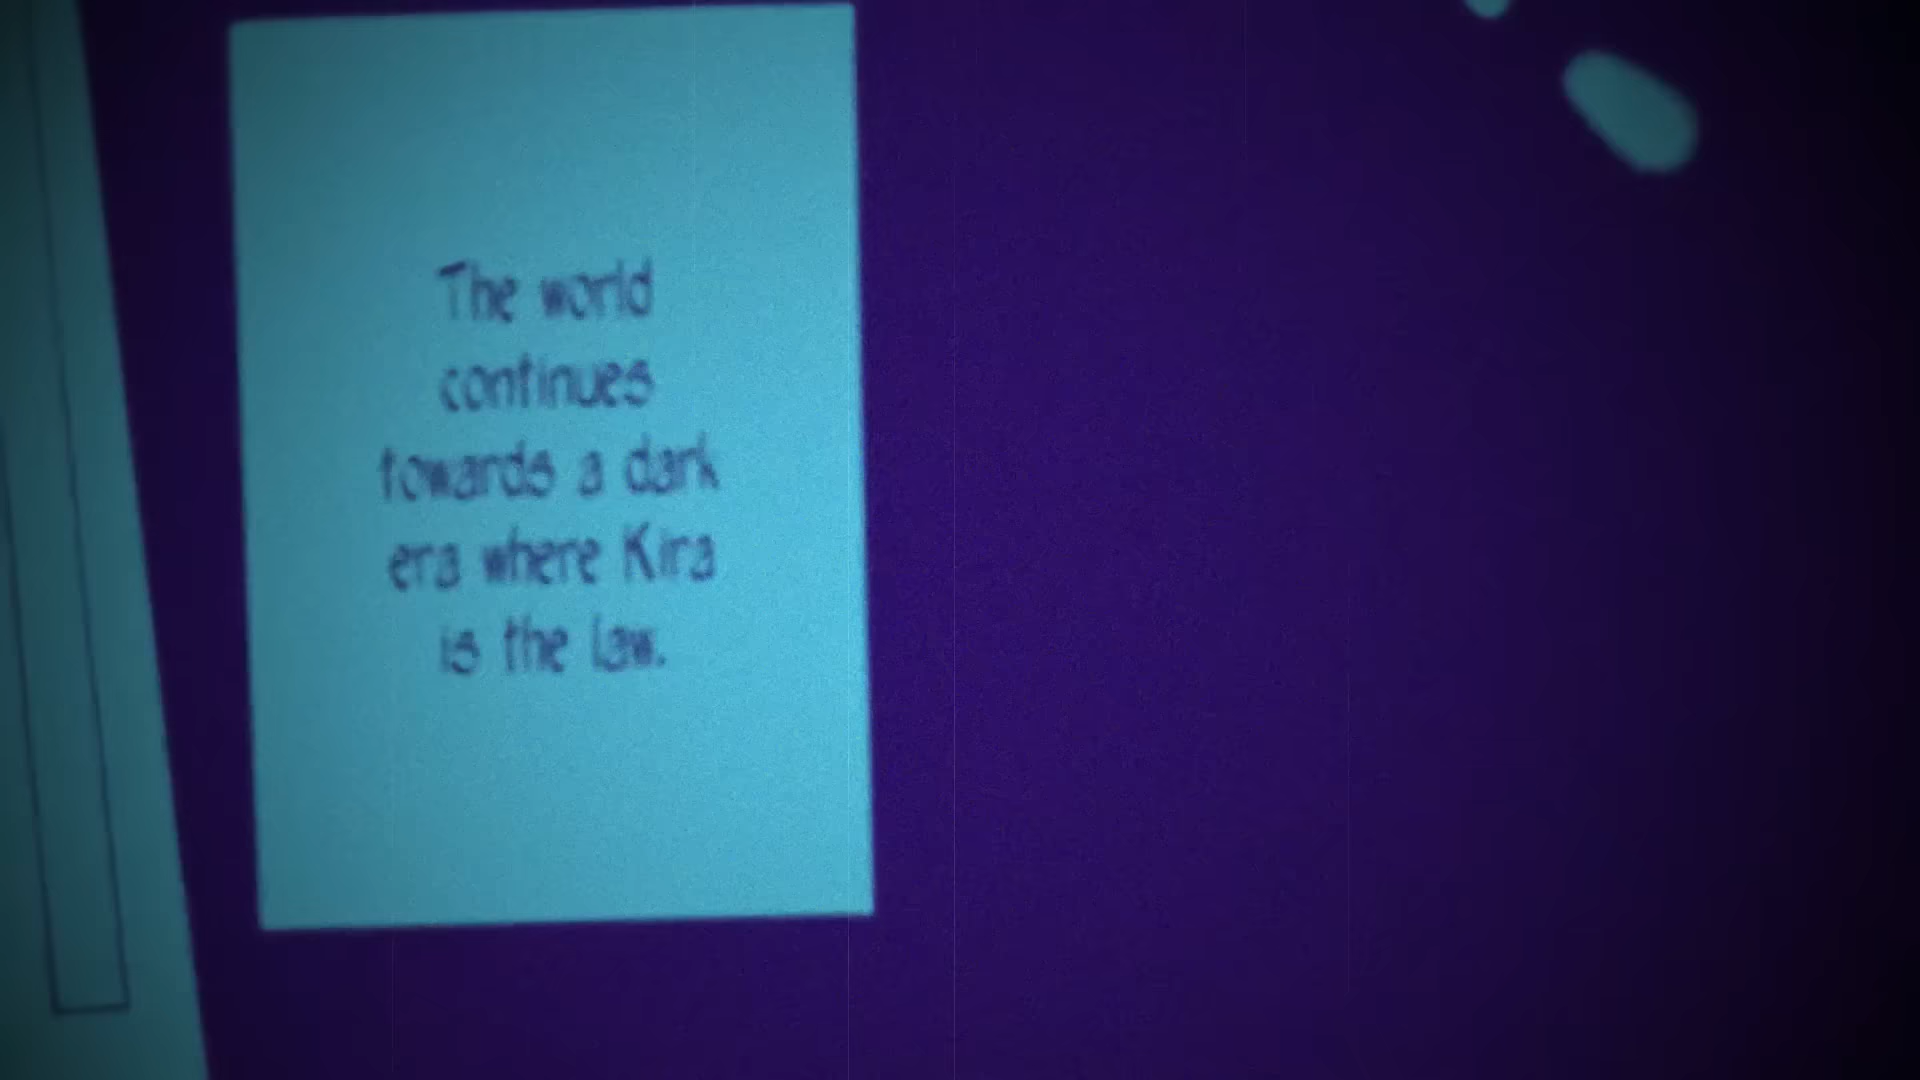 The world
continues
towards a dark
era where Kira
is the law.